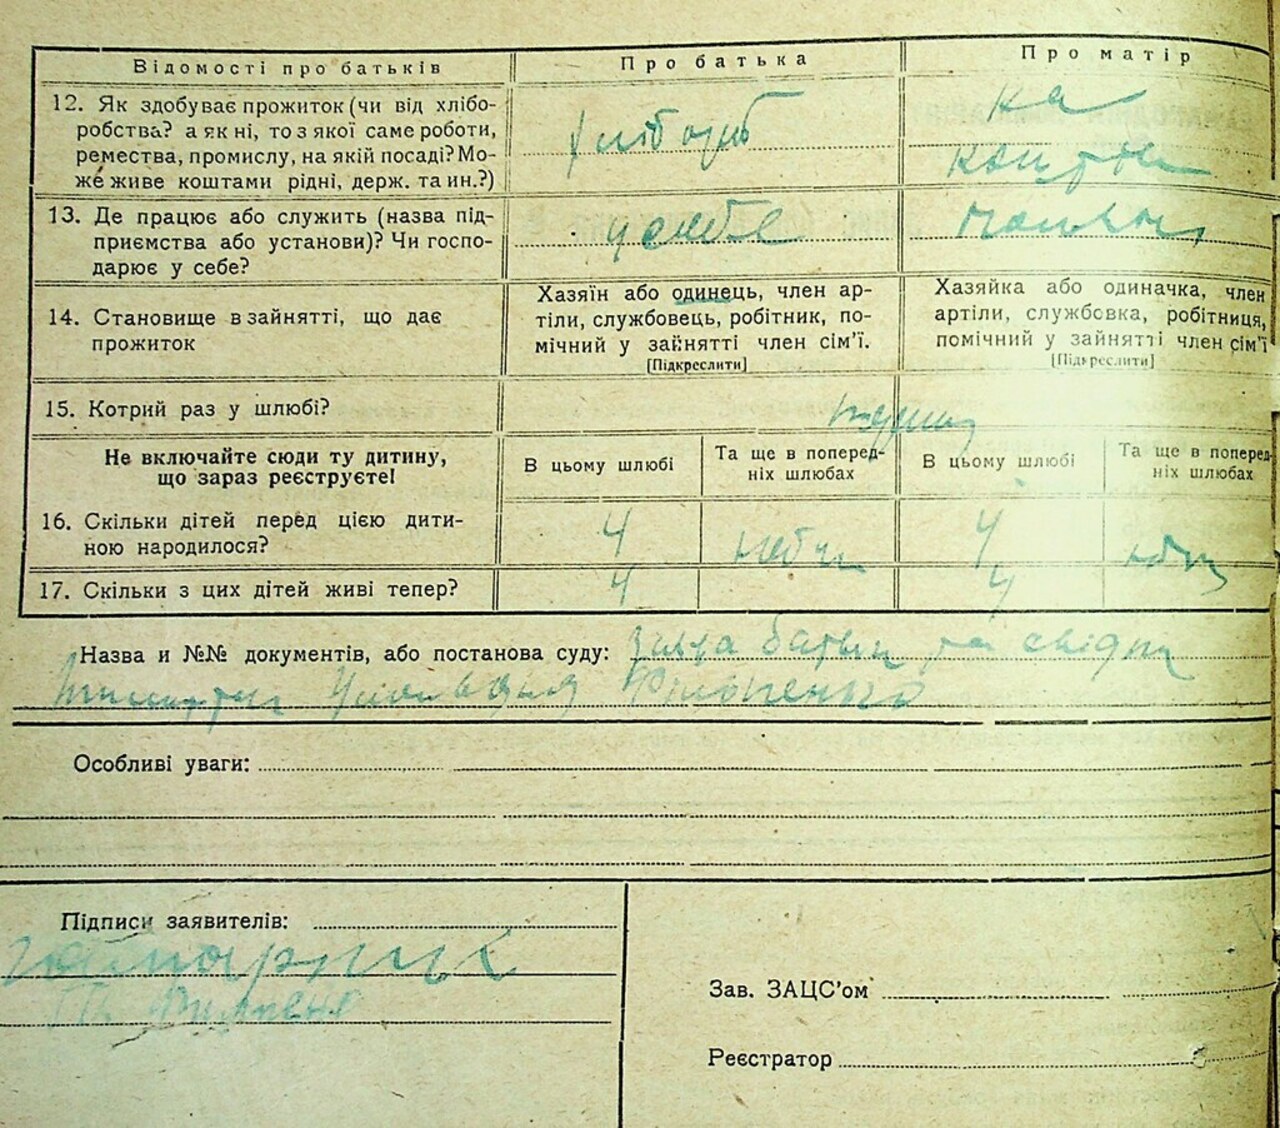 Відомості про батьків
Про батька
Про матір
12. Як здобуває прожиток (чи від хлібо-
робства? а як ні, то з якої саме роботи,
ремества, промислу, на якій посаді? Мо-
же живе коштами рідні, держ. та ин.?)
хлібороб
на
кошти
чоловіка
13. Де працює або служить (назва під-
приємства або установи)? Чи госпо-
дарює у себе?
у себе
14. Становище в зайнятті, що дає
прожиток
Хазяїн або одинець, член ар-
тіли, службовець, робітник, по-
мічний у зайнятті член сім'ї.
[Підкреслити]
Хазяйка або одиначка, член
артіли, службовка, робітниця,
помічний у зайнятті член сім'ї
[Підкреслити]
15. Котрий раз у шлюбі?
перший
Не включайте сюди ту дитину,
що зараз реєструєте!
В цьому шлюбі
Та ще в поперед-
ніх шлюбах
В цьому шлюбі
Та ще в поперед-
ніх шлюбах
16. Скільки дітей перед цією дити-
ною народилося?
4
4
17. Скільки з цих дітей живі тепер?
4
4
Назва и №№ документів, або постанова суду: заява батьки та
Особливі уваги:
Підписи заявителів:
Зав. ЗАЦС'ом
Реєстратор